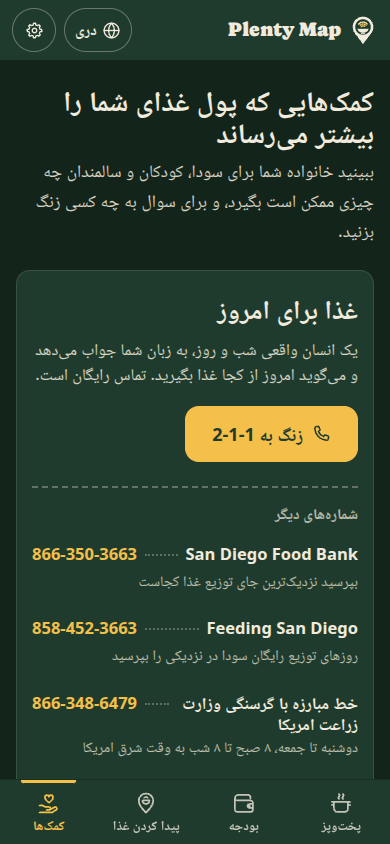 Plenty Map
دری
کمک‌هایی که پول غذای شما را
بیشتر می‌رساند
ببینید خانواده شما برای سودا، کودکان و سالمندان چه
چیزی ممکن است بگیرد، و برای سوال به چه کسی زنگ
بزنید.
غذا برای امروز
یک انسان واقعی شب و روز، به زبان شما جواب می‌دهد
و می‌گوید امروز از کجا غذا بگیرید. تماس رایگان است.
زنگ به 1-1-2
شماره‌های دیگر
San Diego Food Bank 866-350-3663
بپرسید نزدیک‌ترین جای توزیع غذا کجاست
Feeding San Diego 858-452-3663
روزهای توزیع رایگان سودا در نزدیکی را بپرسید
خط مبارزه با گرسنگی وزارت 866-348-6479
زراعت امریکا
دوشنبه تا جمعه، ۸ صبح تا ۸ شب به وقت شرق امریکا
پخت‌وپز
بودجه
پیدا کردن غذا
کمک‌ها